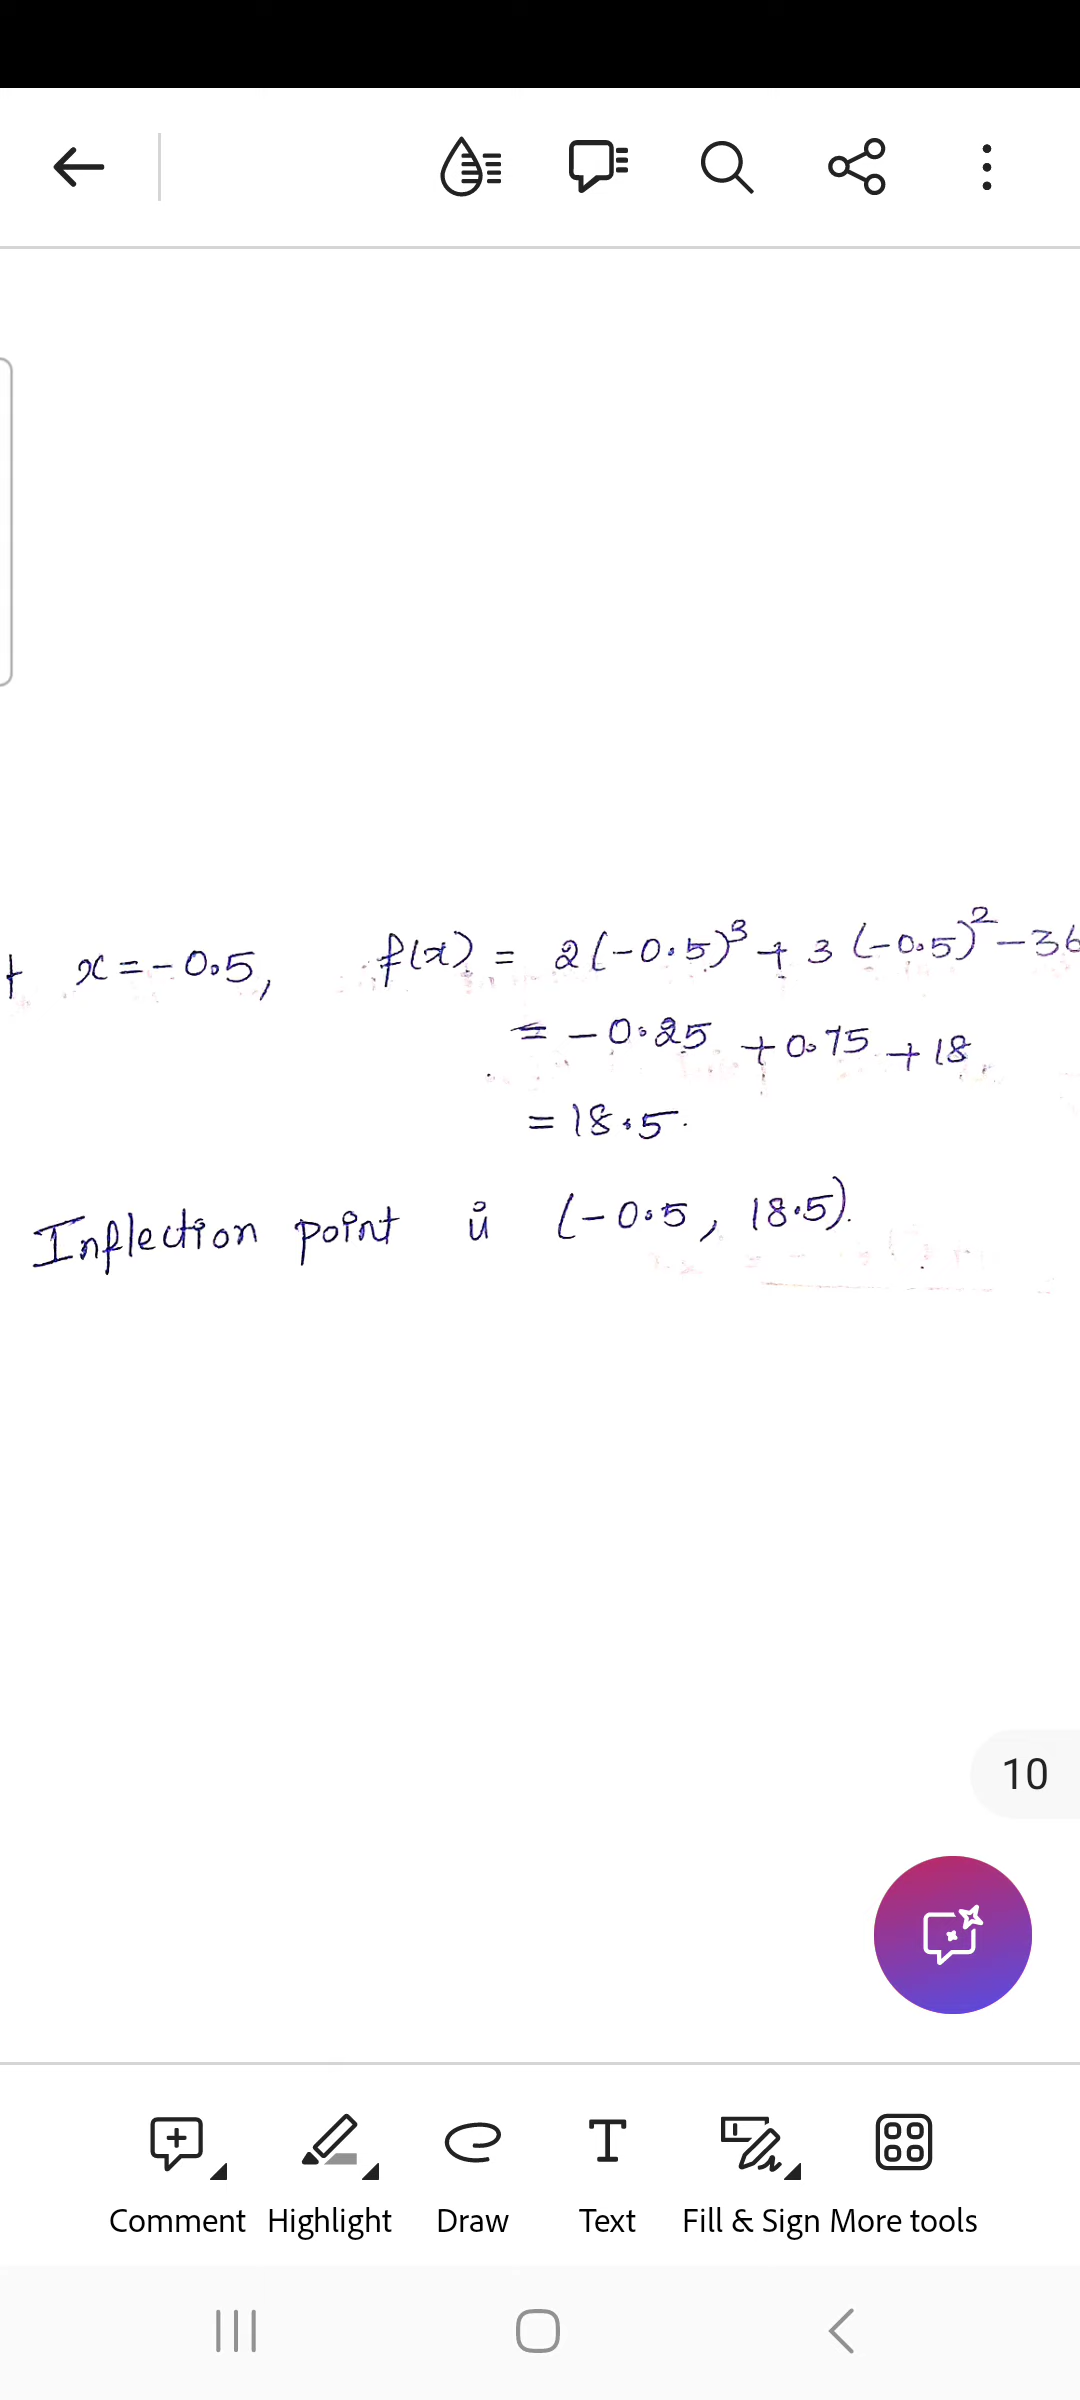 t x = - 0.5, f(x) = 2(-0.5)³ + 3(-0.5)² - 36
= - 0.25 + 0.75 + 18
= 18.5.
Inflection point is (-0.5, 18.5).
10
Comment Highlight Draw Text Fill & Sign More tools